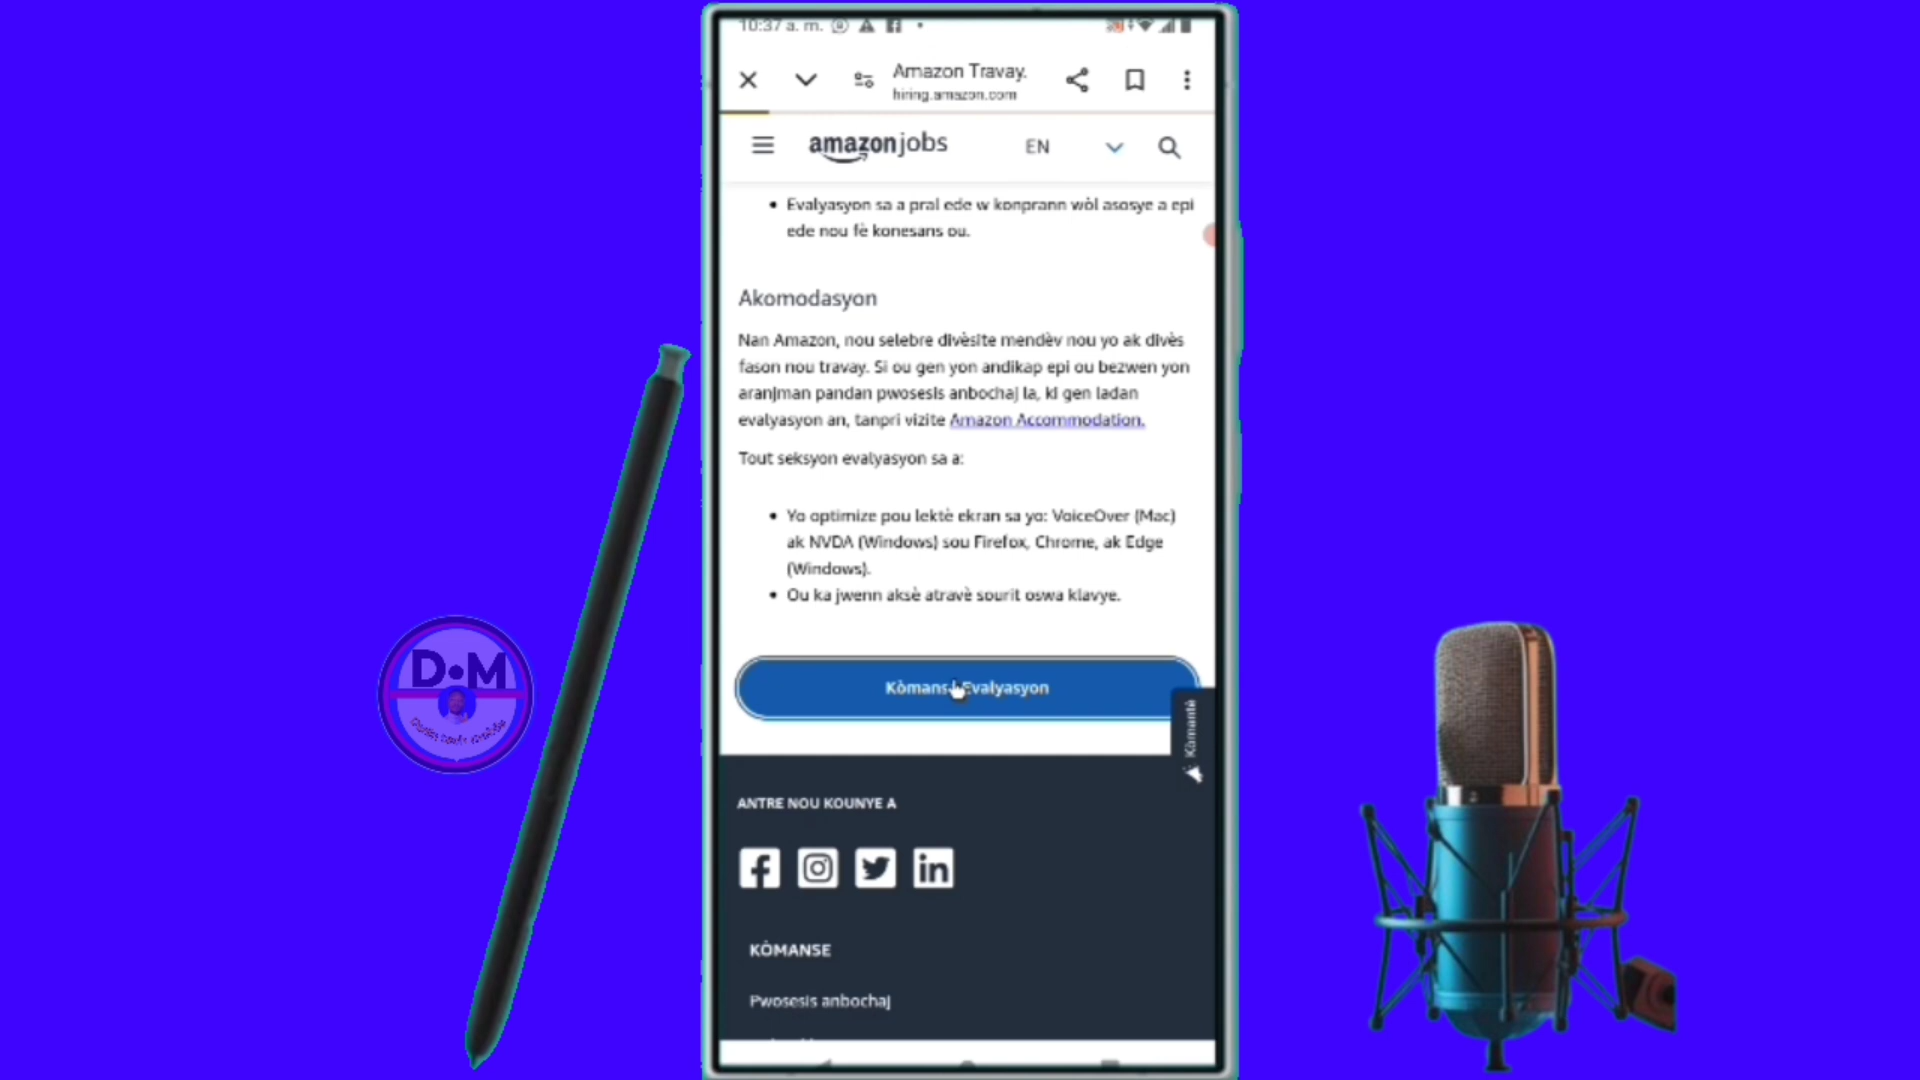 10:37 a. m.
Amazon Travay.
hiring.amazon.com
amazonjobs
EN
Evalyasyon sa a pral ede w konprann wòl asosye a epi
ede nou fè konesans ou.
Akomodasyon
Nan Amazon, nou selebre divèsite mendèv nou yo ak divès
fason nou travay. Si ou gen yon andikap epi ou bezwen yon
aranjman pandan pwosesis anbochaj la, ki gen ladan
evalyasyon an, tanpri vizite Amazon Accommodation.
Tout seksyon evalyasyon sa a:
Yo optimize pou lektè ekran sa yo: VoiceOver (Mac)
ak NVDA (Windows) sou Firefox, Chrome, ak Edge
(Windows).
Ou ka jwenn aksè atravè sourit oswa klavye.
Kòmanse Evalyasyon
Kòmantè
D•M
ANTRE NOU KOUNYE A
KÒMANSE
Pwosesis anbochaj